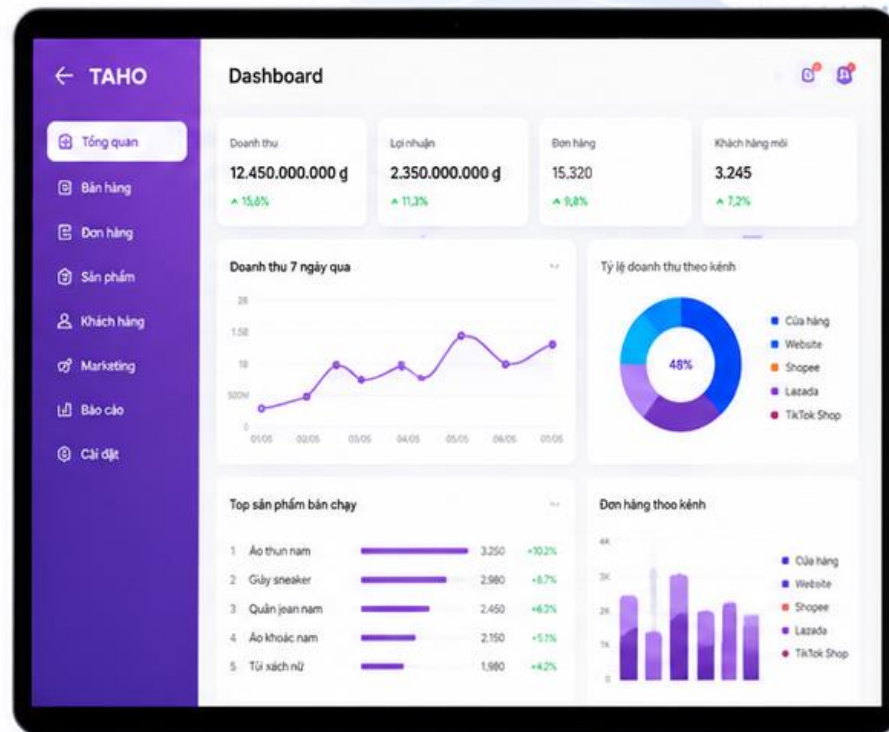 ← TAHO
Dashboard
Tổng quan
Bán hàng
Đơn hàng
Sản phẩm
Khách hàng
Marketing
Báo cáo
Cài đặt
Doanh thu
12.450.000.000 ₫
15,6%
Lợi nhuận
2.350.000.000 ₫
11,3%
Đơn hàng
15.320
9,8%
Khách hàng mới
3.245
7,2%
Doanh thu 7 ngày qua
2B
1.5B
1B
500M
0
01/05 02/05 03/05 04/05 05/05 06/05 07/05
Tỷ lệ doanh thu theo kênh
48%
Cửa hàng
Website
Shopee
Lazada
TikTok Shop
Top sản phẩm bán chạy
1 Áo thun nam 3.250 +10.2%
2 Giày sneaker 2.980 +8.7%
3 Quần jean nam 2.450 +6.3%
4 Áo khoác nam 2.150 +5.1%
5 Túi xách nữ 1.980 +4.2%
Đơn hàng thoo kênh
4K
3K
2K
1K
0
Cửa hàng
Website
Shopee
Lazada
TikTok Shop